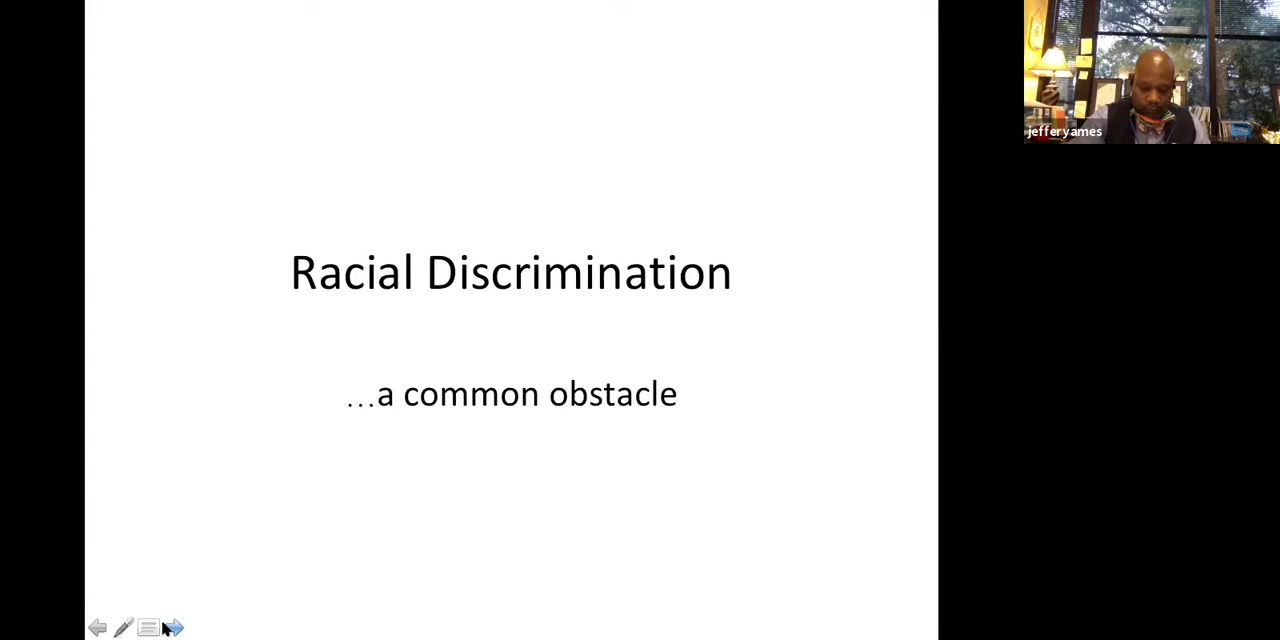 jefferyames
Racial Discrimination
...a common obstacle